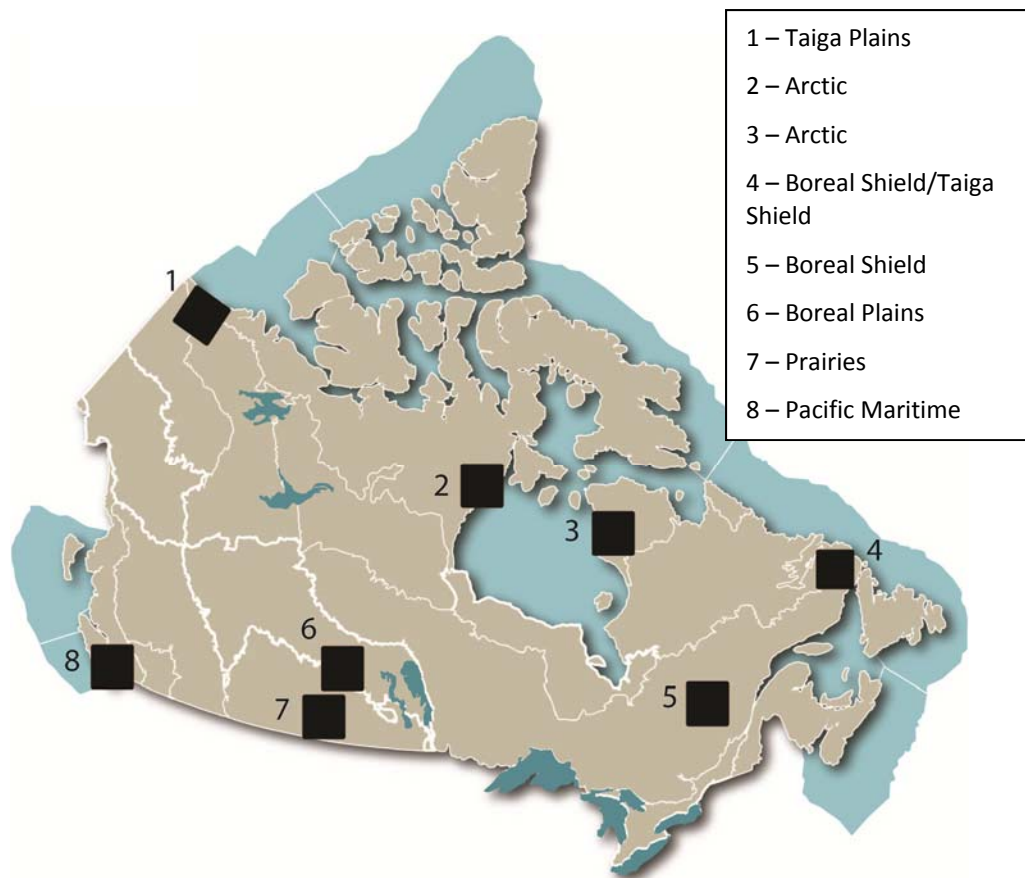 1 – Taiga Plains
2 – Arctic
3 – Arctic
4 – Boreal Shield/Taiga
Shield
5 – Boreal Shield
6 – Boreal Plains
7 – Prairies
8 – Pacific Maritime
1
2
3
4
5
6
7
8